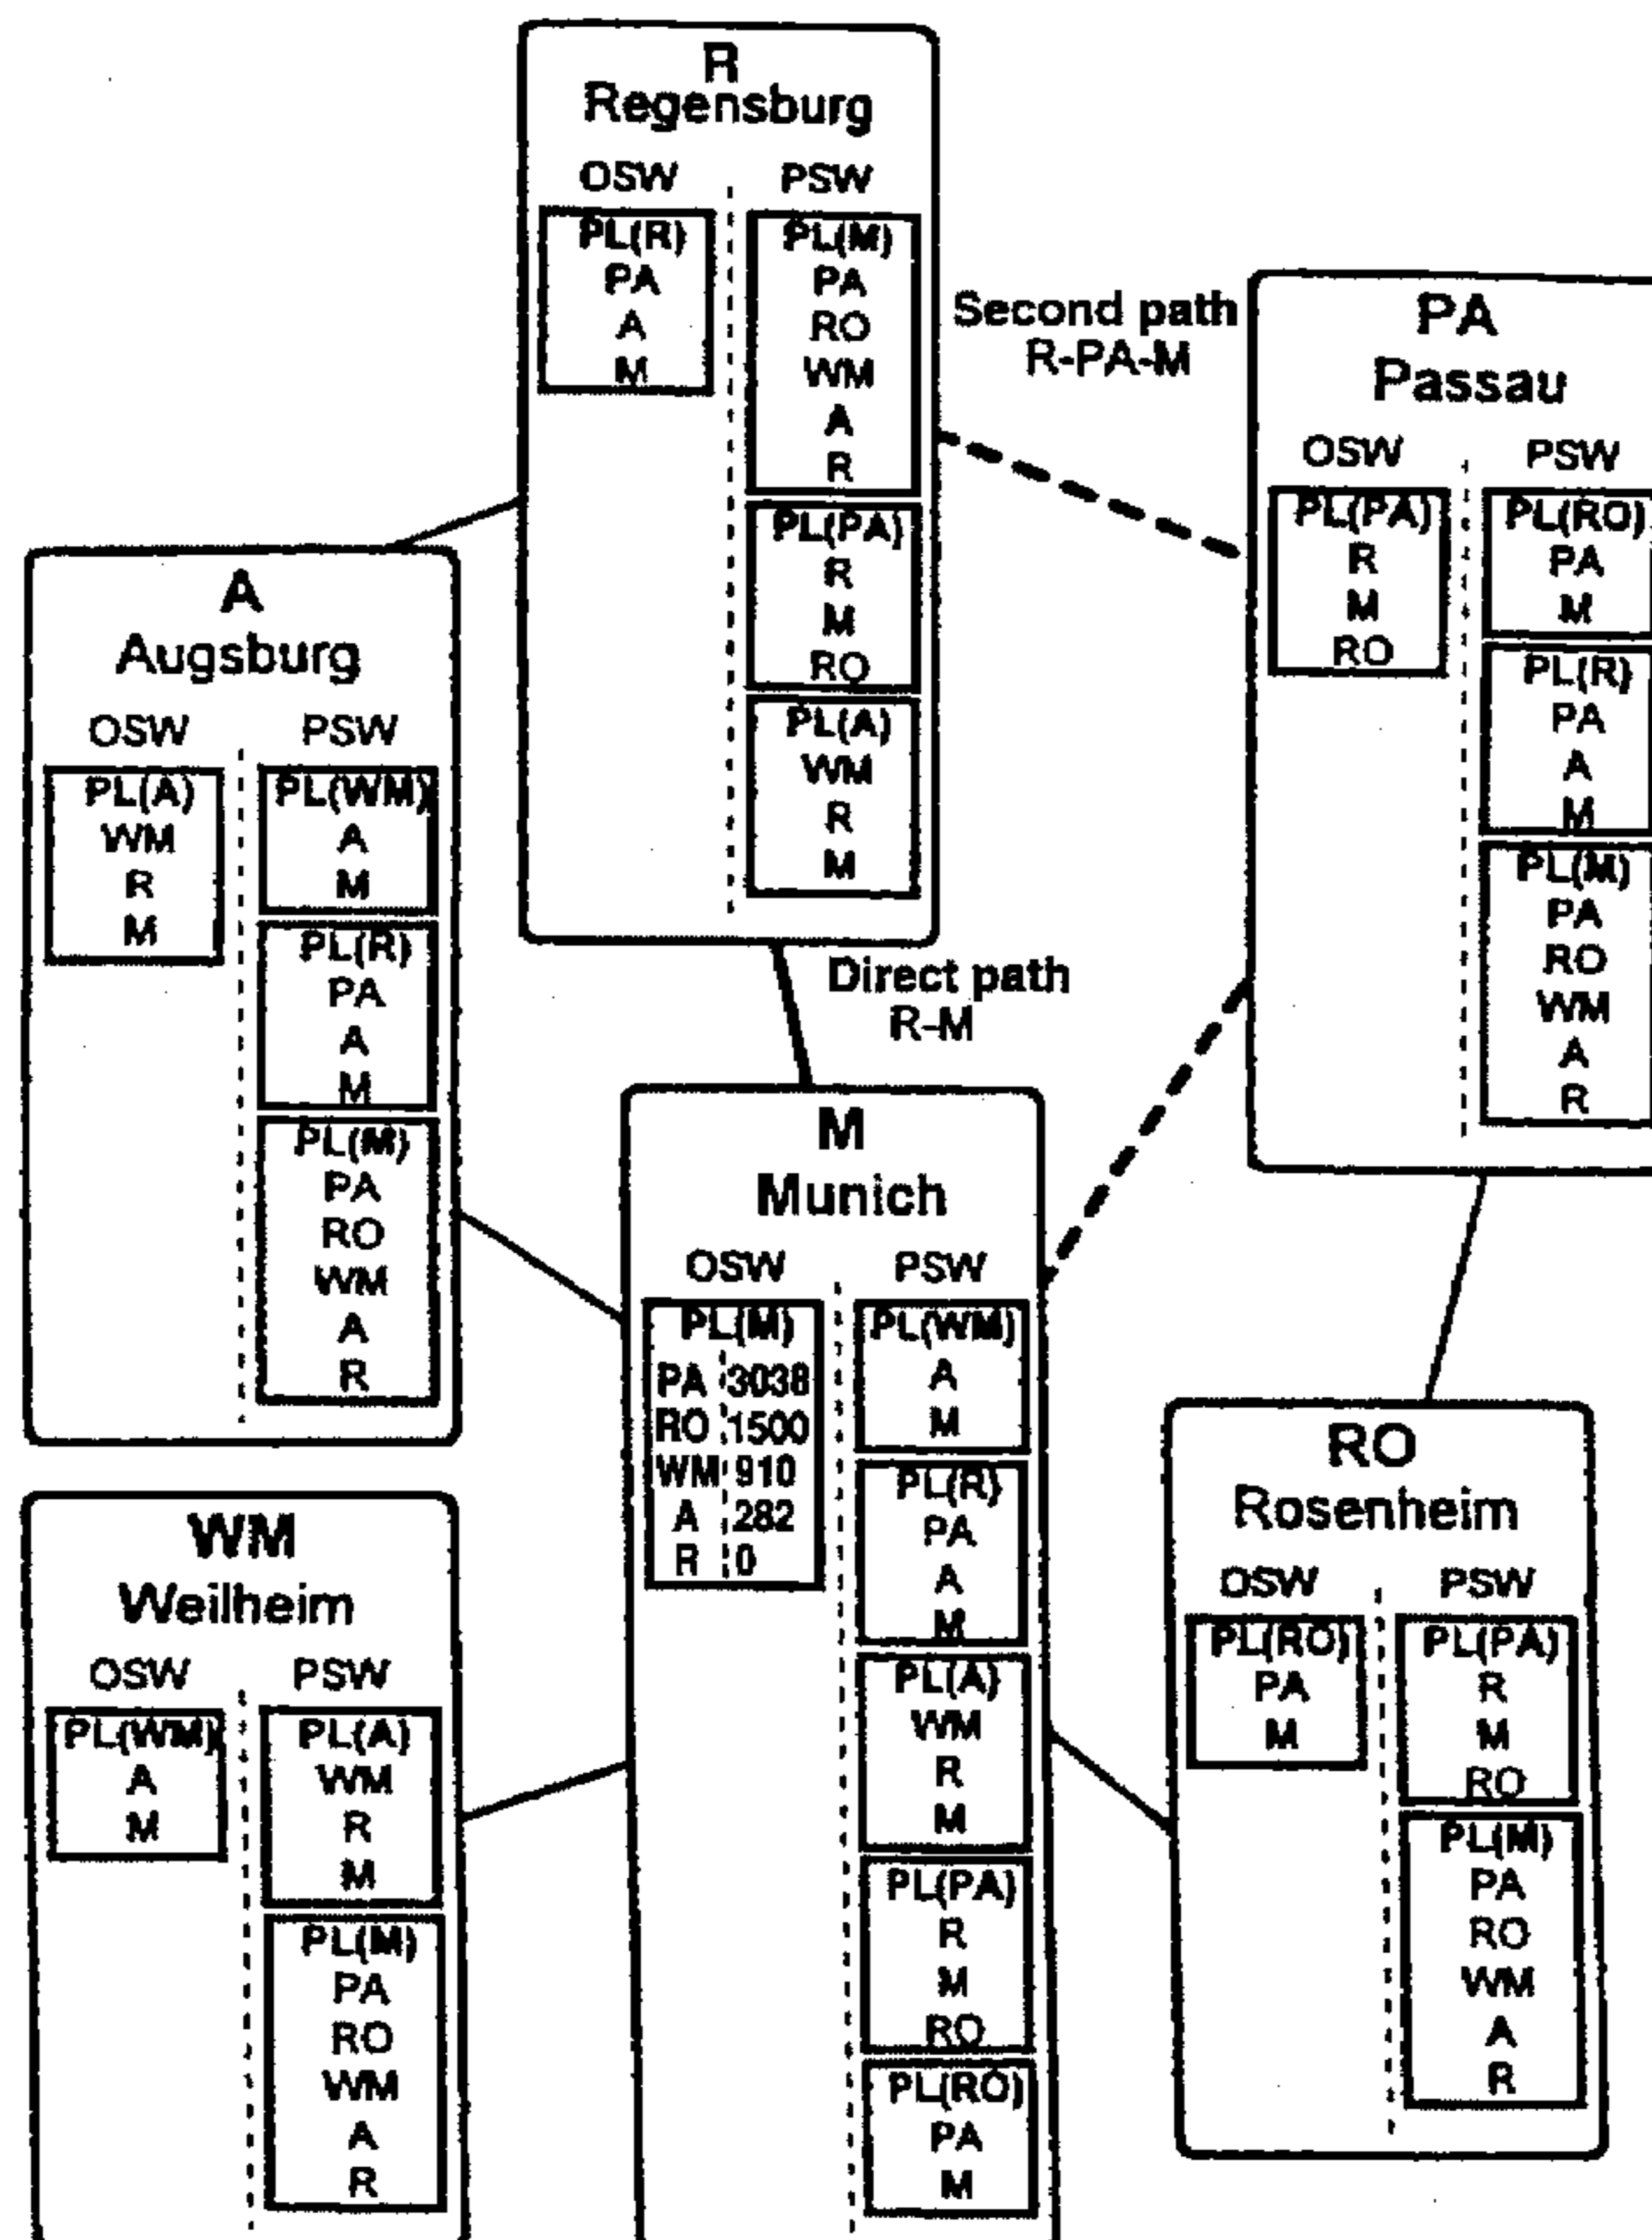 R
Regensburg
OSW
PSW
PL(R)
PA
A
M
PL(M)
PA
RO
WM
A
R
PL(PA)
R
M
RO
PL(A)
WM
R
M
Second path
R-PA-M
PA
Passau
OSW
PSW
PL(PA)
R
M
RO
PL(RO)
PA
M
PL(R)
PA
A
M
PL(M)
PA
RO
WM
A
R
A
Augsburg
OSW
PSW
PL(A)
WM
R
M
PL(WM)
A
M
PL(R)
PA
A
M
PL(M)
PA
RO
WM
A
R
Direct path
R-M
M
Munich
OSW
PSW
PL(M)
PA 3038
RO 1500
WM 910
A 282
R 0
PL(WM)
A
M
PL(R)
PA
A
M
PL(A)
WM
R
M
PL(PA)
R
M
RO
PL(RO)
PA
M
RO
Rosenheim
OSW
PSW
PL(RO)
PA
M
PL(PA)
R
M
RO
PL(M)
PA
RO
WM
A
R
WM
Weilheim
OSW
PSW
PL(WM)
A
M
PL(A)
WM
R
M
PL(M)
PA
RO
WM
A
R